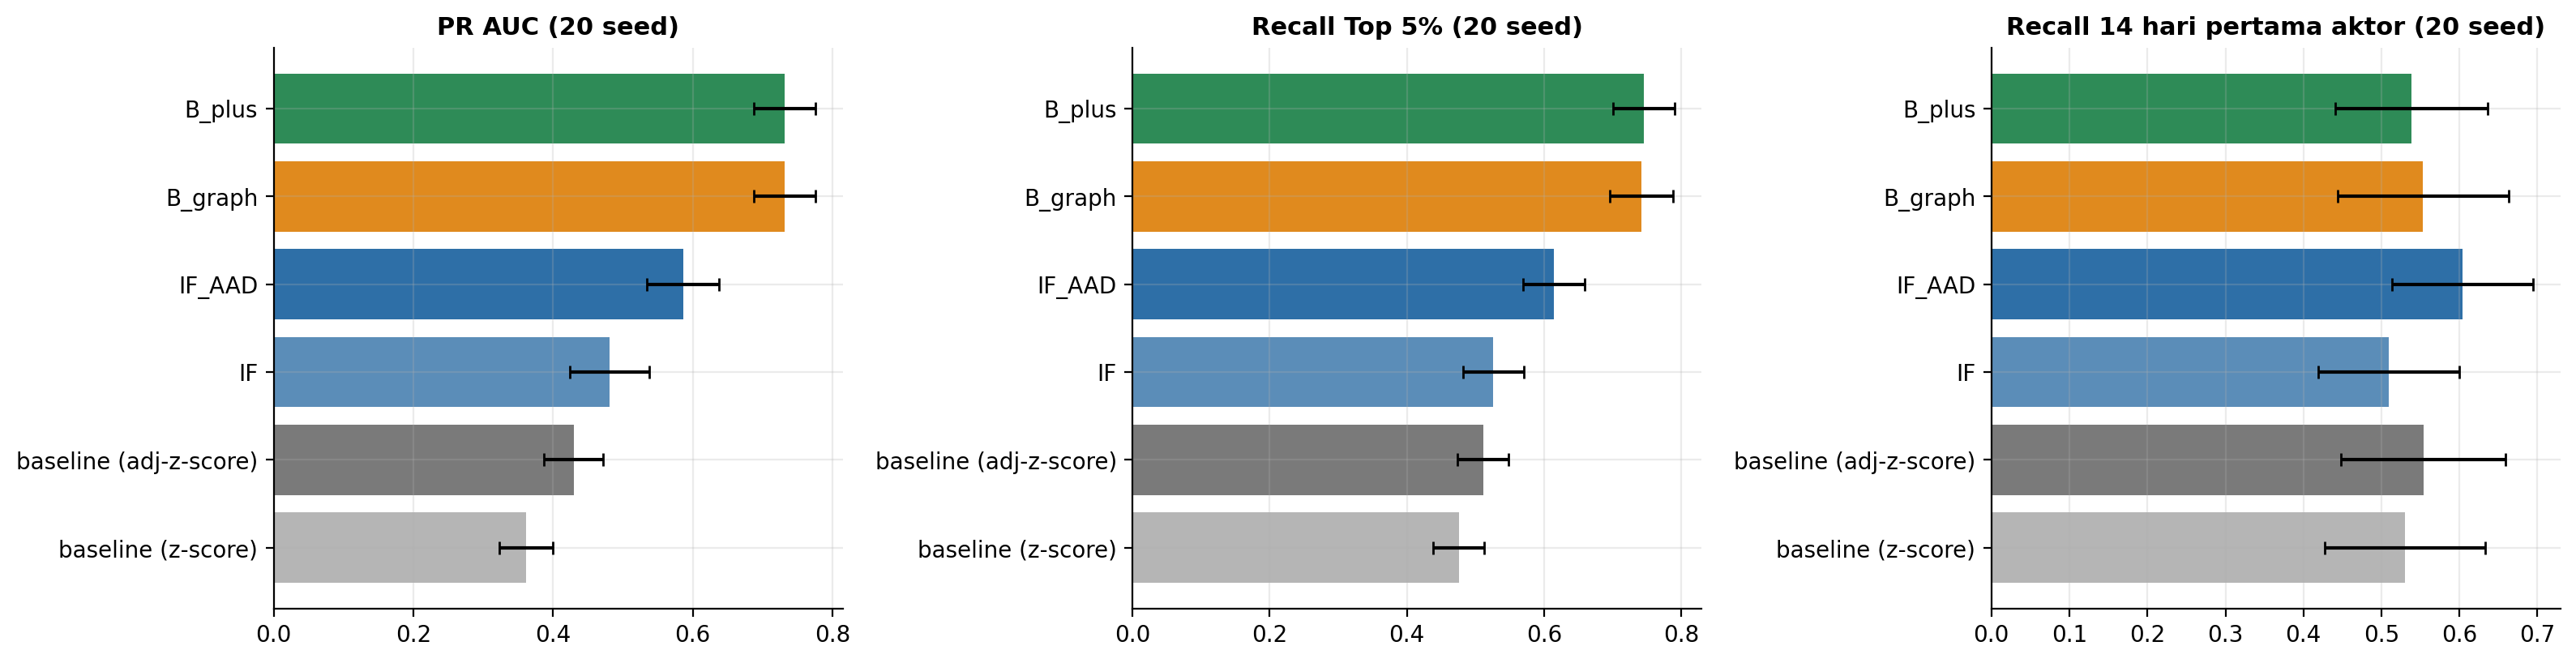 PR AUC (20 seed)
B_plus
B_graph
IF_AAD
IF
baseline (adj-z-score)
baseline (z-score)
0.0 0.2 0.4 0.6 0.8
Recall Top 5% (20 seed)
B_plus
B_graph
IF_AAD
IF
baseline (adj-z-score)
baseline (z-score)
0.0 0.2 0.4 0.6 0.8
Recall 14 hari pertama aktor (20 seed)
B_plus
B_graph
IF_AAD
IF
baseline (adj-z-score)
baseline (z-score)
0.0 0.1 0.2 0.3 0.4 0.5 0.6 0.7